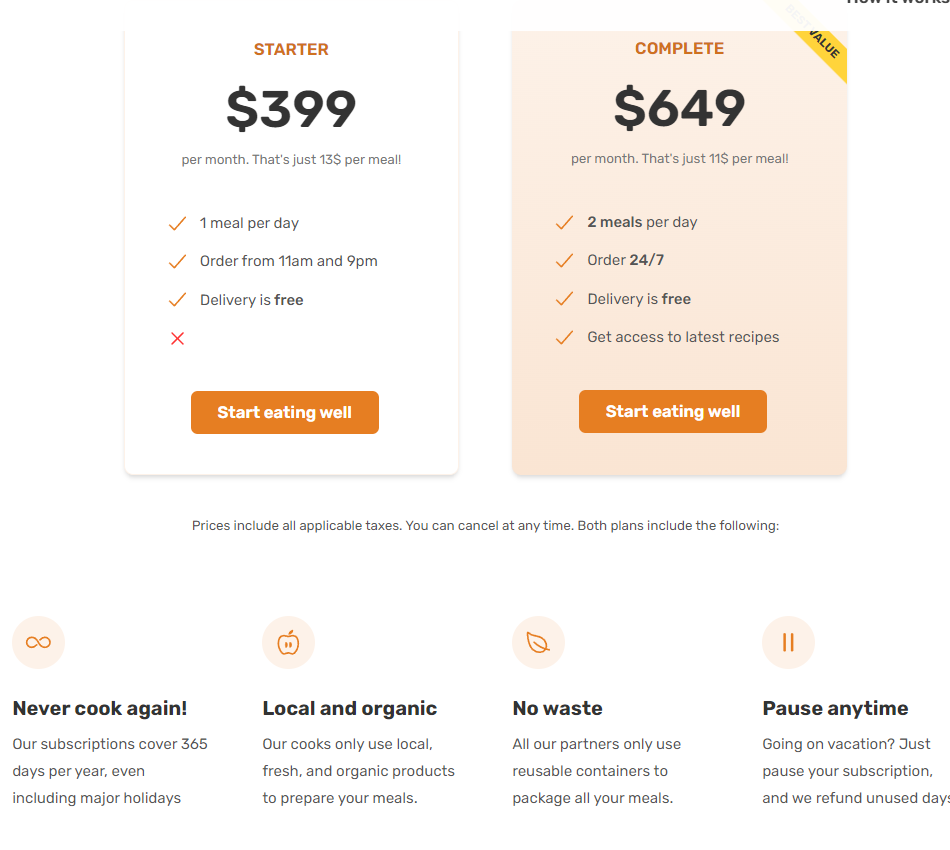 How it works
BEST VALUE
STARTER
$399
per month. That's just 13$ per meal!
1 meal per day
Order from 11am and 9pm
Delivery is free
Start eating well
COMPLETE
$649
per month. That's just 11$ per meal!
2 meals per day
Order 24/7
Delivery is free
Get access to latest recipes
Start eating well
Prices include all applicable taxes. You can cancel at any time. Both plans include the following:
Never cook again!
Our subscriptions cover 365
days per year, even
including major holidays
Local and organic
Our cooks only use local,
fresh, and organic products
to prepare your meals.
No waste
All our partners only use
reusable containers to
package all your meals.
Pause anytime
Going on vacation? Just
pause your subscription,
and we refund unused days